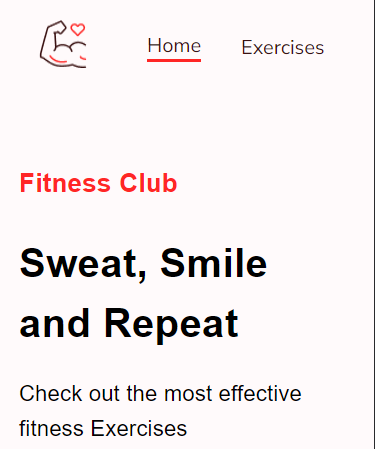 Home Exercises
Fitness Club
Sweat, Smile
and Repeat
Check out the most effective
fitness Exercises